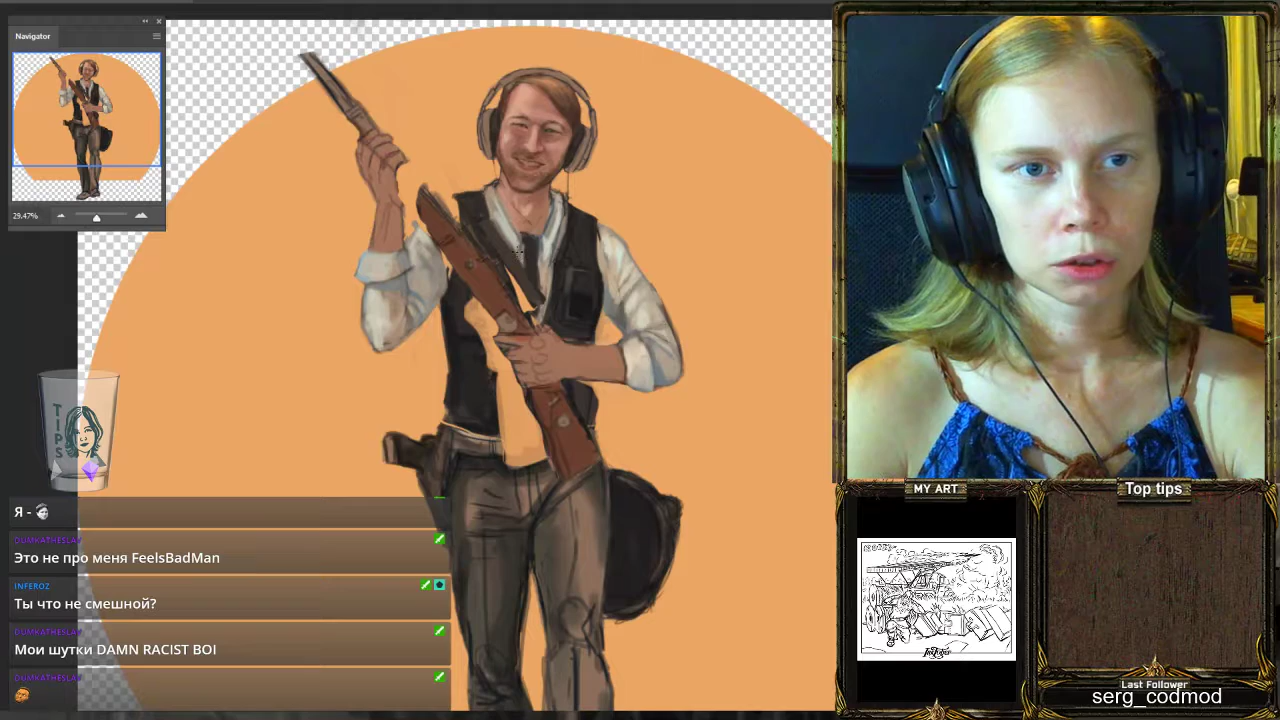 Navigator
29,47%
TIPS
Я -
DUMKATHESLAV
Это не про меня FeelsBadMan
INFEROZ
Ты что не смешной?
DUMKATHESLAV
Мои шутки DAMN RACIST BOI
DUMKATHESLAV
MY ART
Top tips
Last Follower
serg_codmod